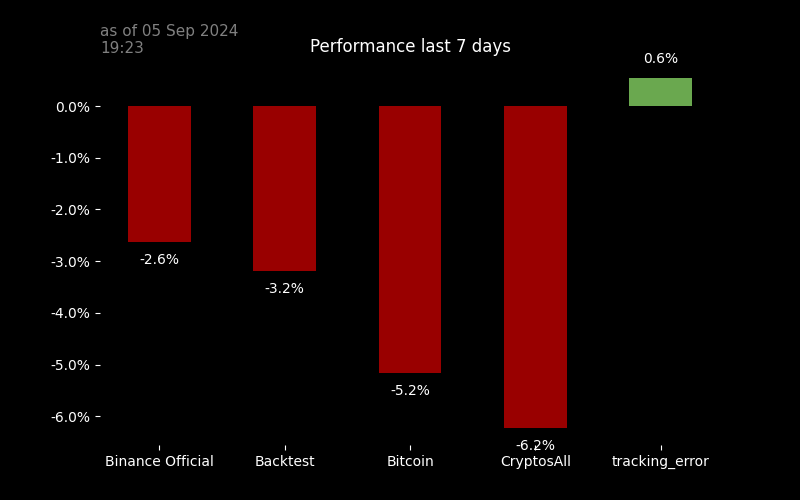 as of 05 Sep 2024
19:23
Performance last 7 days
0.6%
0.0%
-1.0%
-2.0%
-3.0%
-4.0%
-5.0%
-6.0%
-2.6%
-3.2%
-5.2%
-6.2%
Binance Official
Backtest
Bitcoin
CryptosAll
tracking_error